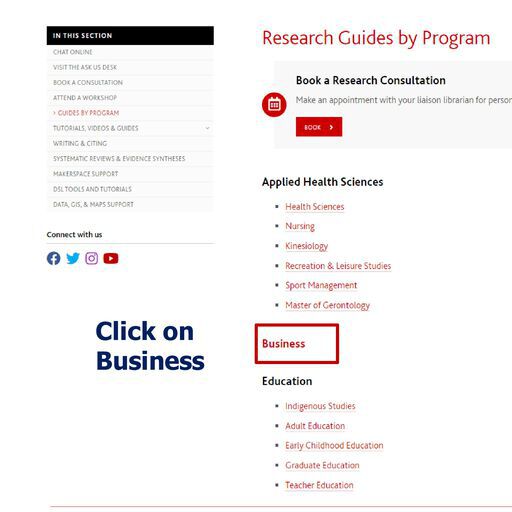 IN THIS SECTION
CHAT ONLINE
VISIT THE ASK US DESK
BOOK A CONSULTATION
ATTEND A WORKSHOP
› GUIDES BY PROGRAM
TUTORIALS, VIDEOS & GUIDES
WRITING & CITING
SYSTEMATIC REVIEWS & EVIDENCE SYNTHESES
MAKERSPACE SUPPORT
DSL TOOLS AND TUTORIALS
DATA, GIS, & MAPS SUPPORT
Connect with us
Click on
Business
Research Guides by Program
Book a Research Consultation
Make an appointment with your liaison librarian for person
BOOK ›
Applied Health Sciences
Health Sciences
Nursing
Kinesiology
Recreation & Leisure Studies
Sport Management
Master of Gerontology
Business
Education
Indigenous Studies
Adult Education
Early Childhood Education
Graduate Education
Teacher Education